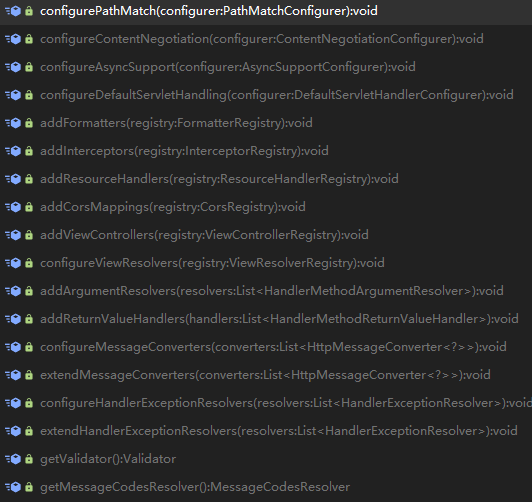 configurePathMatch(configurer:PathMatchConfigurer):void
configureContentNegotiation(configurer:ContentNegotiationConfigurer):void
configureAsyncSupport(configurer:AsyncSupportConfigurer):void
configureDefaultServletHandling(configurer:DefaultServletHandlerConfigurer):void
addFormatters(registry:FormatterRegistry):void
addInterceptors(registry:InterceptorRegistry):void
addResourceHandlers(registry:ResourceHandlerRegistry):void
addCorsMappings(registry:CorsRegistry):void
addViewControllers(registry:ViewControllerRegistry):void
configureViewResolvers(registry:ViewResolverRegistry):void
addArgumentResolvers(resolvers:List<HandlerMethodArgumentResolver>):void
addReturnValueHandlers(handlers:List<HandlerMethodReturnValueHandler>):void
configureMessageConverters(converters:List<HttpMessageConverter<?>>):void
extendMessageConverters(converters:List<HttpMessageConverter<?>>):void
configureHandlerExceptionResolvers(resolvers:List<HandlerExceptionResolver>):void
extendHandlerExceptionResolvers(resolvers:List<HandlerExceptionResolver>):void
getValidator():Validator
getMessageCodesResolver():MessageCodesResolver